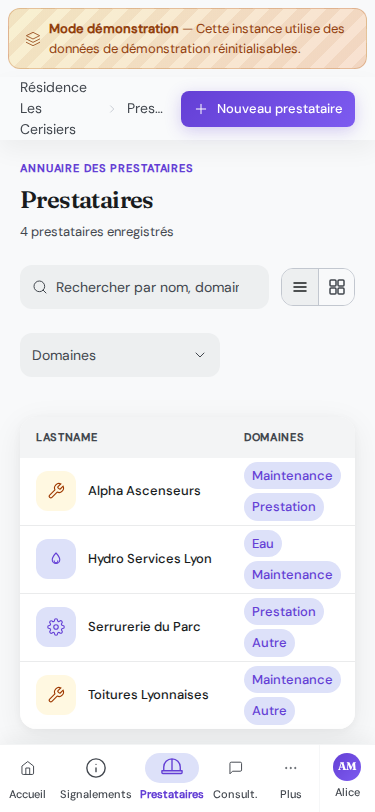 Mode démonstration — Cette instance utilise des
données de démonstration réinitialisables.
Résidence
Les
Cerisiers
Pres...
Nouveau prestataire
ANNUAIRE DES PRESTATAIRES
Prestataires
4 prestataires enregistrés
Rechercher par nom, domain
Domaines
LASTNAME DOMAINES
Alpha Ascenseurs
Maintenance
Prestation
Hydro Services Lyon
Eau
Maintenance
Serrurerie du Parc
Prestation
Autre
Toitures Lyonnaises
Maintenance
Autre
Accueil Signalements Prestataires Consult. Plus
AM
Alice